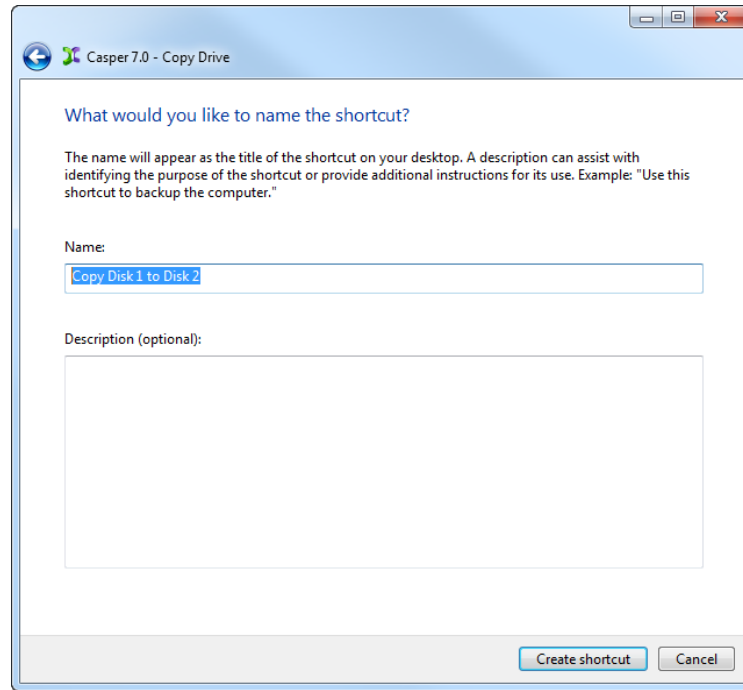 Casper 7.0 - Copy Drive
What would you like to name the shortcut?
The name will appear as the title of the shortcut on your desktop. A description can assist with
identifying the purpose of the shortcut or provide additional instructions for its use. Example: "Use this
shortcut to backup the computer."
Name:
Copy Disk 1 to Disk 2
Description (optional):
Create shortcut Cancel